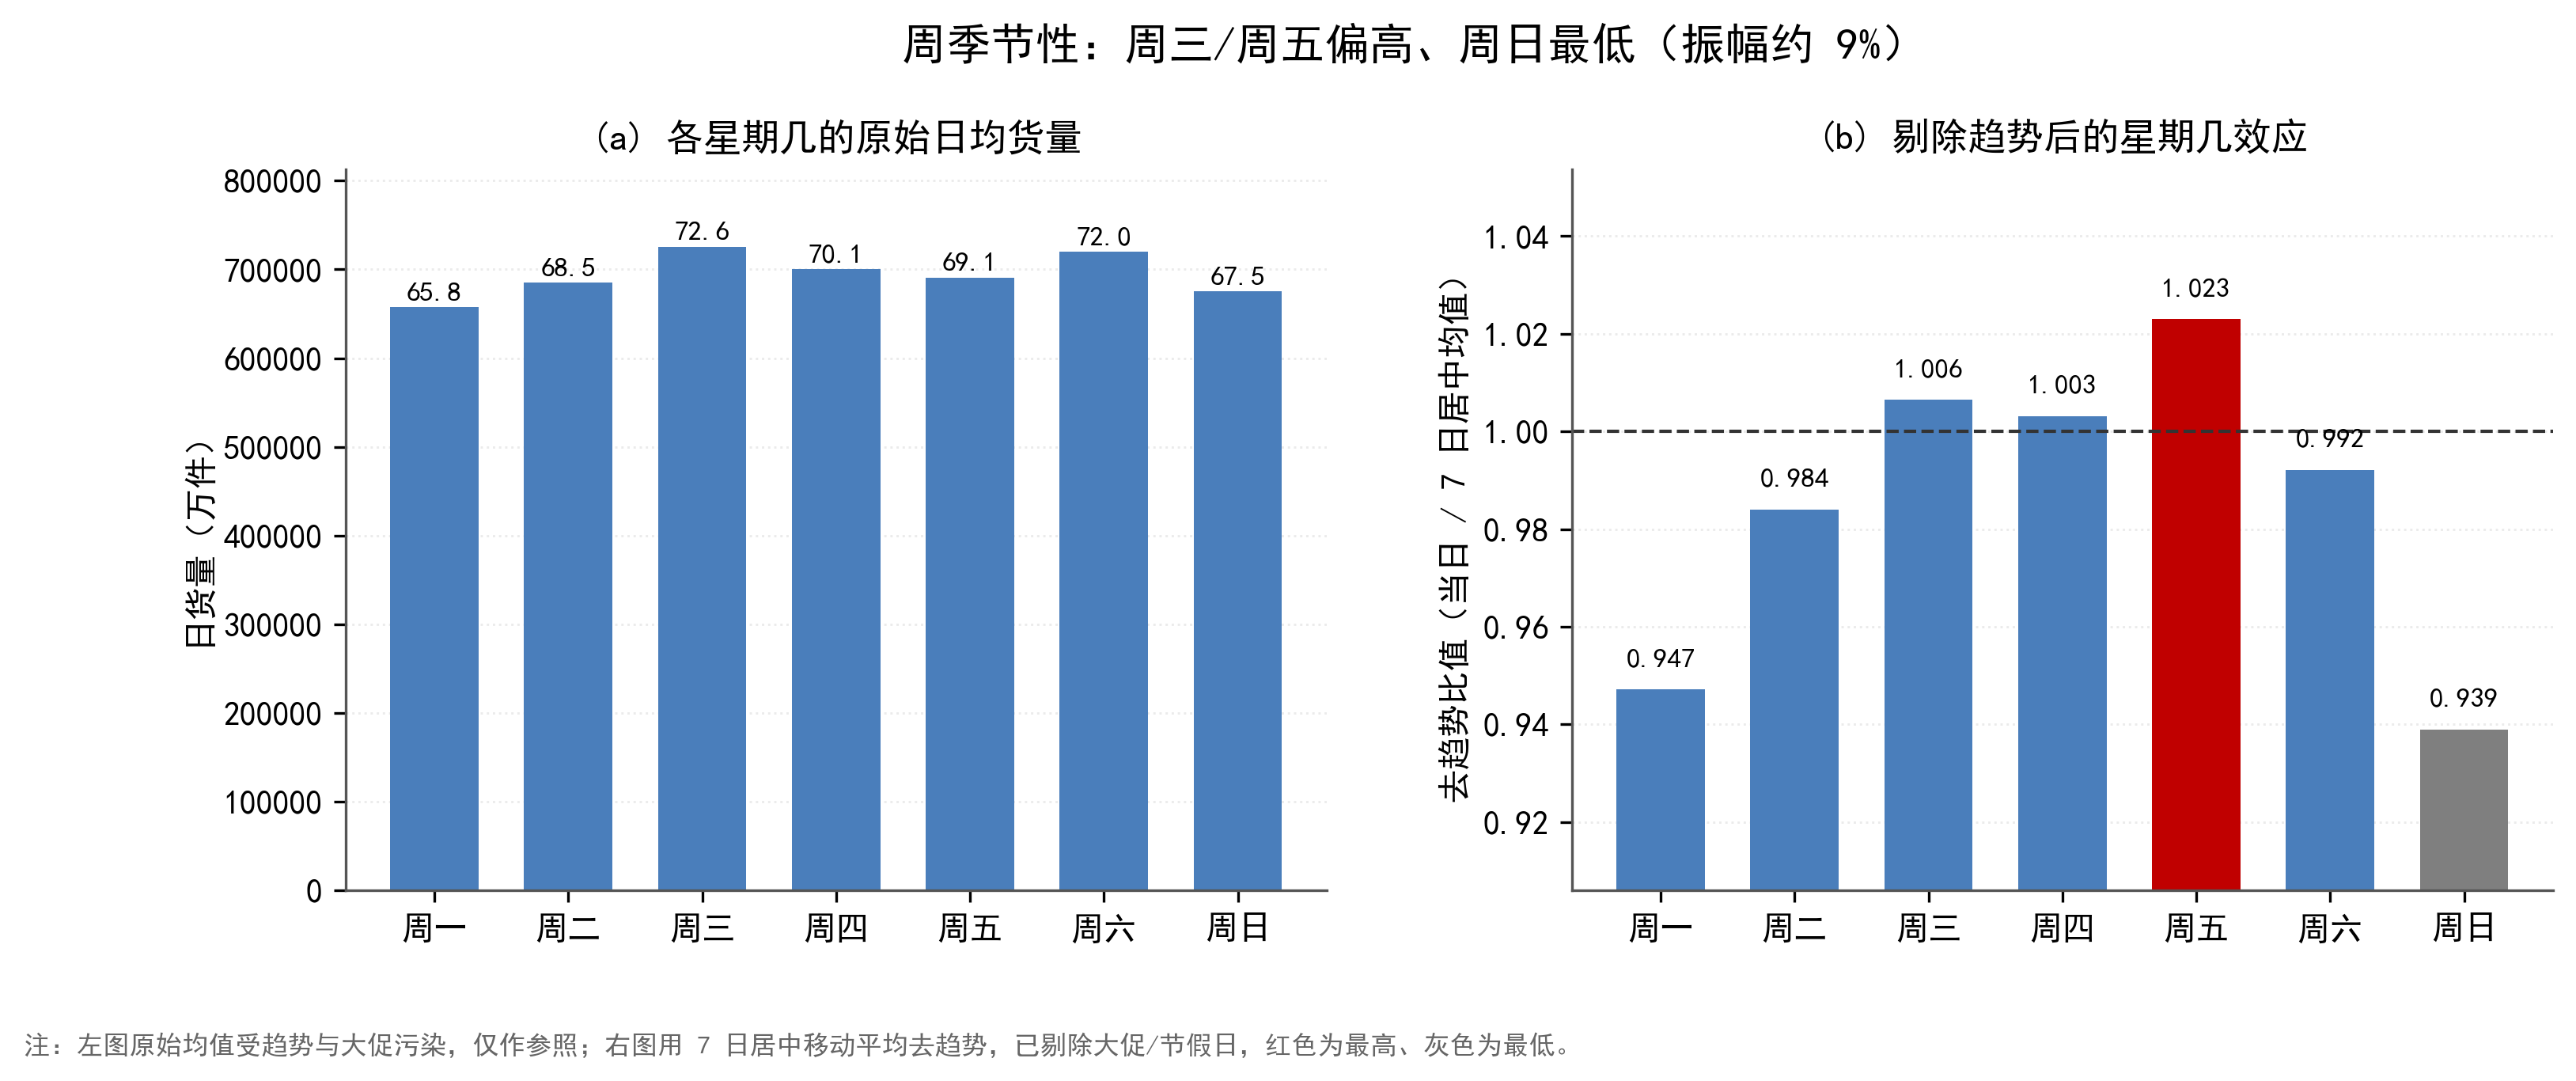 周季节性：周三/周五偏高、周日最低（振幅约 9%）
(a) 各星期几的原始日均货量
日货量（万件）
800000
700000
600000
500000
400000
300000
200000
100000
0
65.8
68.5
72.6
70.1
69.1
72.0
67.5
周一
周二
周三
周四
周五
周六
周日
(b) 剔除趋势后的星期几效应
去趋势比值（当日 / 7 日居中均值）
1.04
1.02
1.00
0.98
0.96
0.94
0.92
0.947
0.984
1.006
1.003
1.023
0.992
0.939
周一
周二
周三
周四
周五
周六
周日
注：左图原始均值受趋势与大促污染，仅作参照；右图用 7 日居中移动平均去趋势，已剔除大促/节假日，红色为最高、灰色为最低。